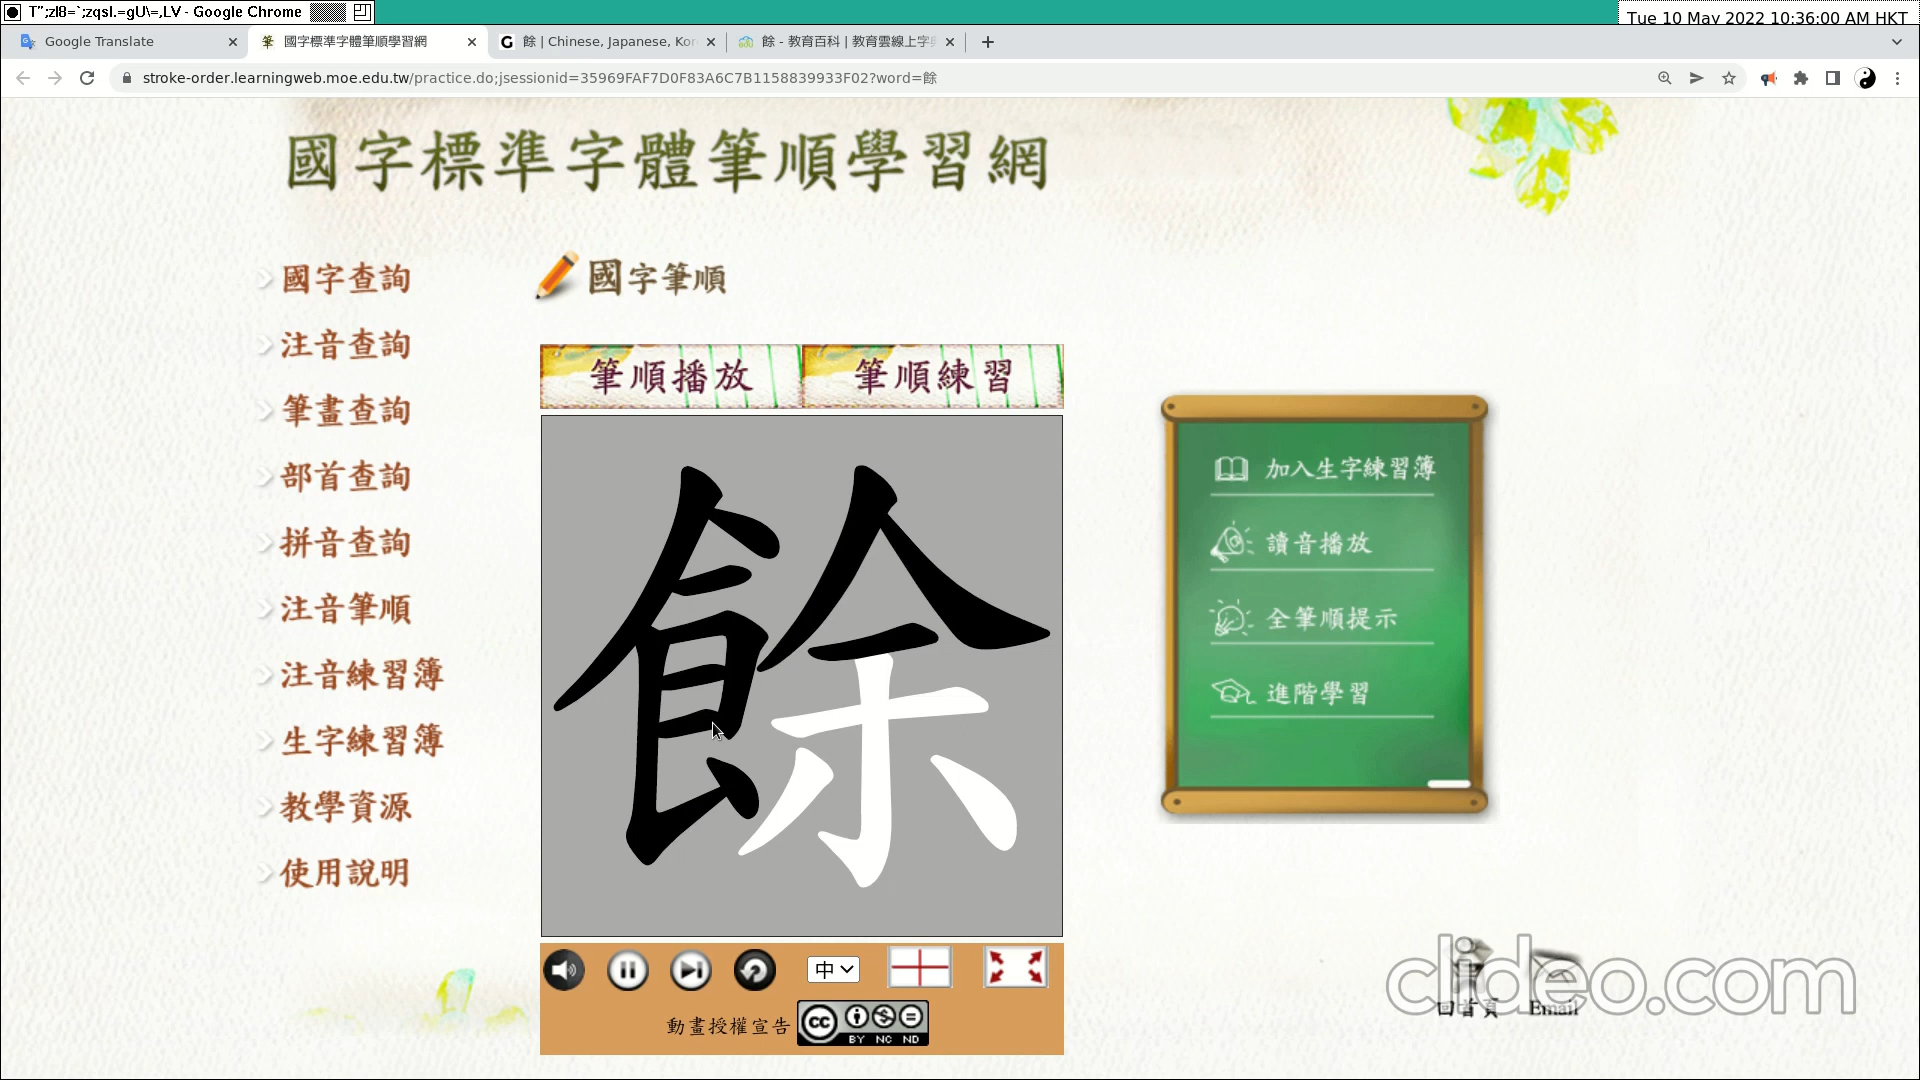 T";zl8=`;zqsl.=gU\=,LV - Google Chrome
Tue 10 May 2022 10:36:00 AM HKT
Google Translate
國字標準字體筆順學習網
餘 | Chinese, Japanese, Kor
餘 - 教育百科 | 教育雲線上字典
stroke-order.learningweb.moe.edu.tw/practice.do;jsessionid=35969FAF7D0F83A6C7B1158839933F02?word=餘
國字標準字體筆順學習網
國字查詢
注音查詢
筆畫查詢
部首查詢
拼音查詢
注音筆順
注音練習簿
生字練習簿
教學資源
使用說明
國字筆順
筆順播放
筆順練習
餘
中
動畫授權宣告
cc BY NC ND
加入生字練習簿
讀音播放
全筆順提示
進階學習
回首頁
Email
clideo.com